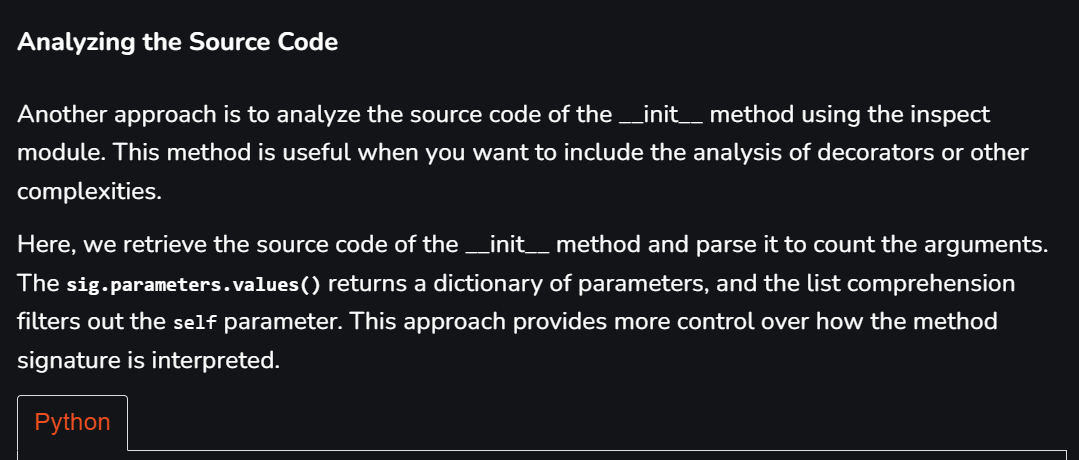 Analyzing the Source Code
Another approach is to analyze the source code of the __init__ method using the inspect
module. This method is useful when you want to include the analysis of decorators or other
complexities.
Here, we retrieve the source code of the __init__ method and parse it to count the arguments.
The sig.parameters.values() returns a dictionary of parameters, and the list comprehension
filters out the self parameter. This approach provides more control over how the method
signature is interpreted.
Python